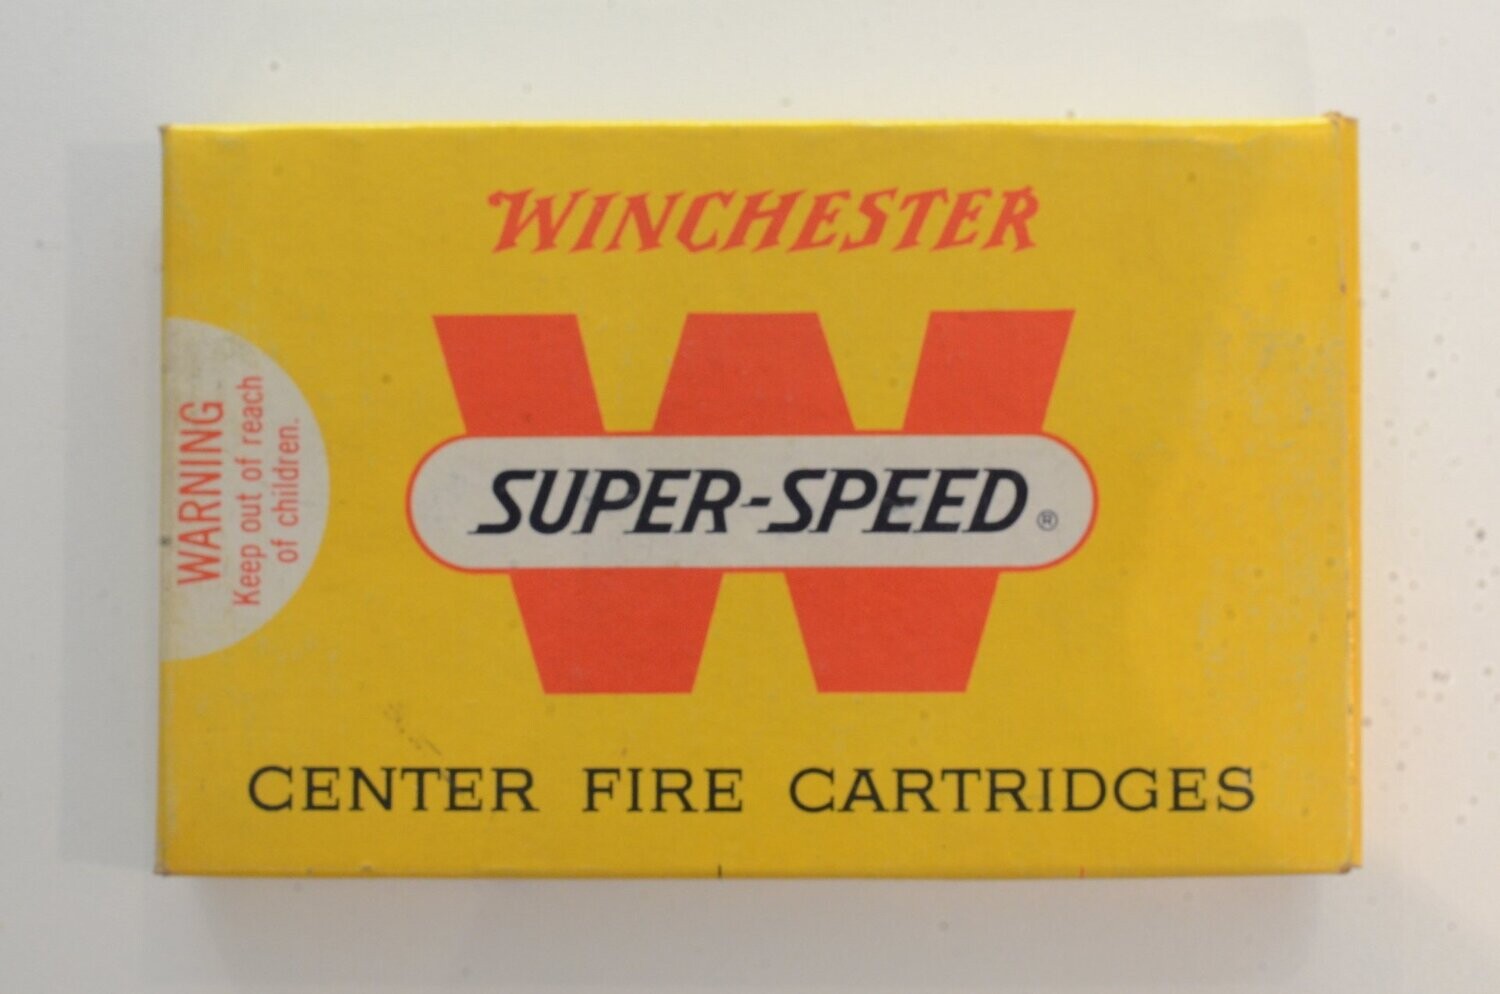 WINCHESTER
SUPER-SPEED®
CENTER FIRE CARTRIDGES
WARNING
Keep out of reach
of children.